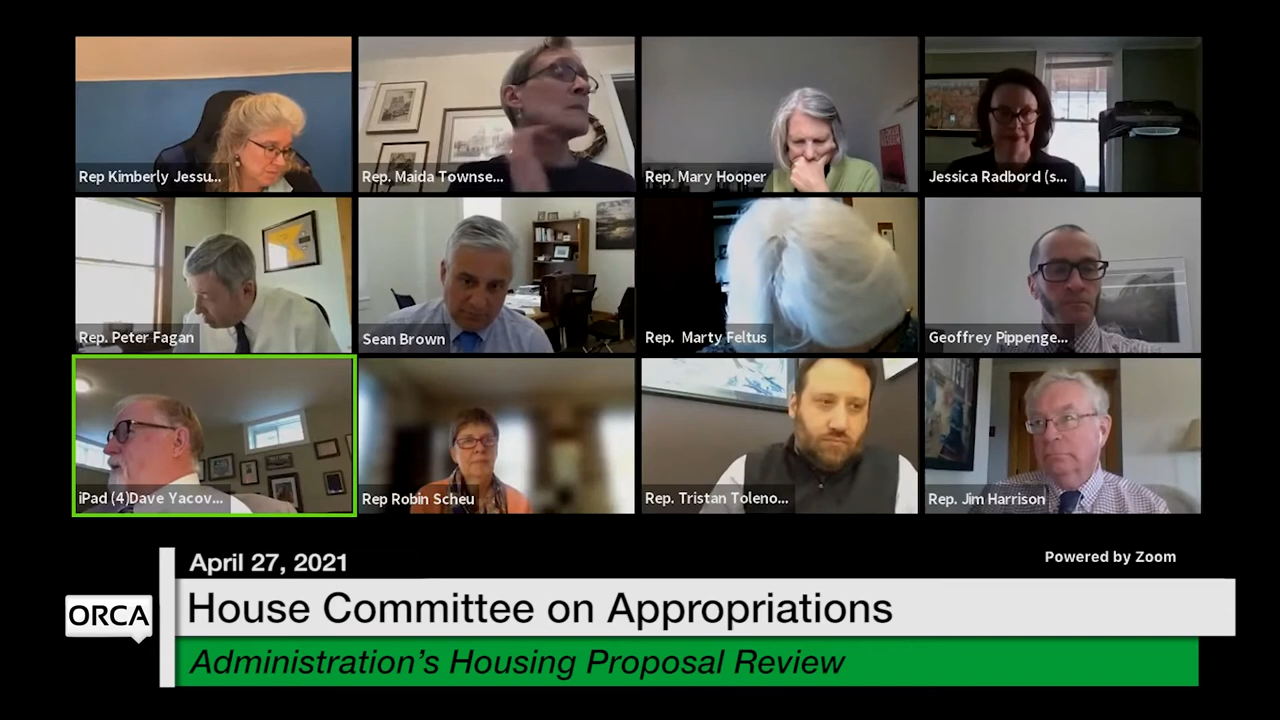 Rep Kimberly Jessu...
Rep. Maida Townse...
Rep. Mary Hooper
Jessica Radbord (s...
Rep. Peter Fagan
Sean Brown
Rep. Marty Feltus
Geoffrey Pippenge...
iPad (4)Dave Yacov...
Rep Robin Scheu
Rep. Tristan Toleno...
Rep. Jim Harrison
April 27, 2021
Powered by Zoom
ORCA
House Committee on Appropriations
Administration's Housing Proposal Review